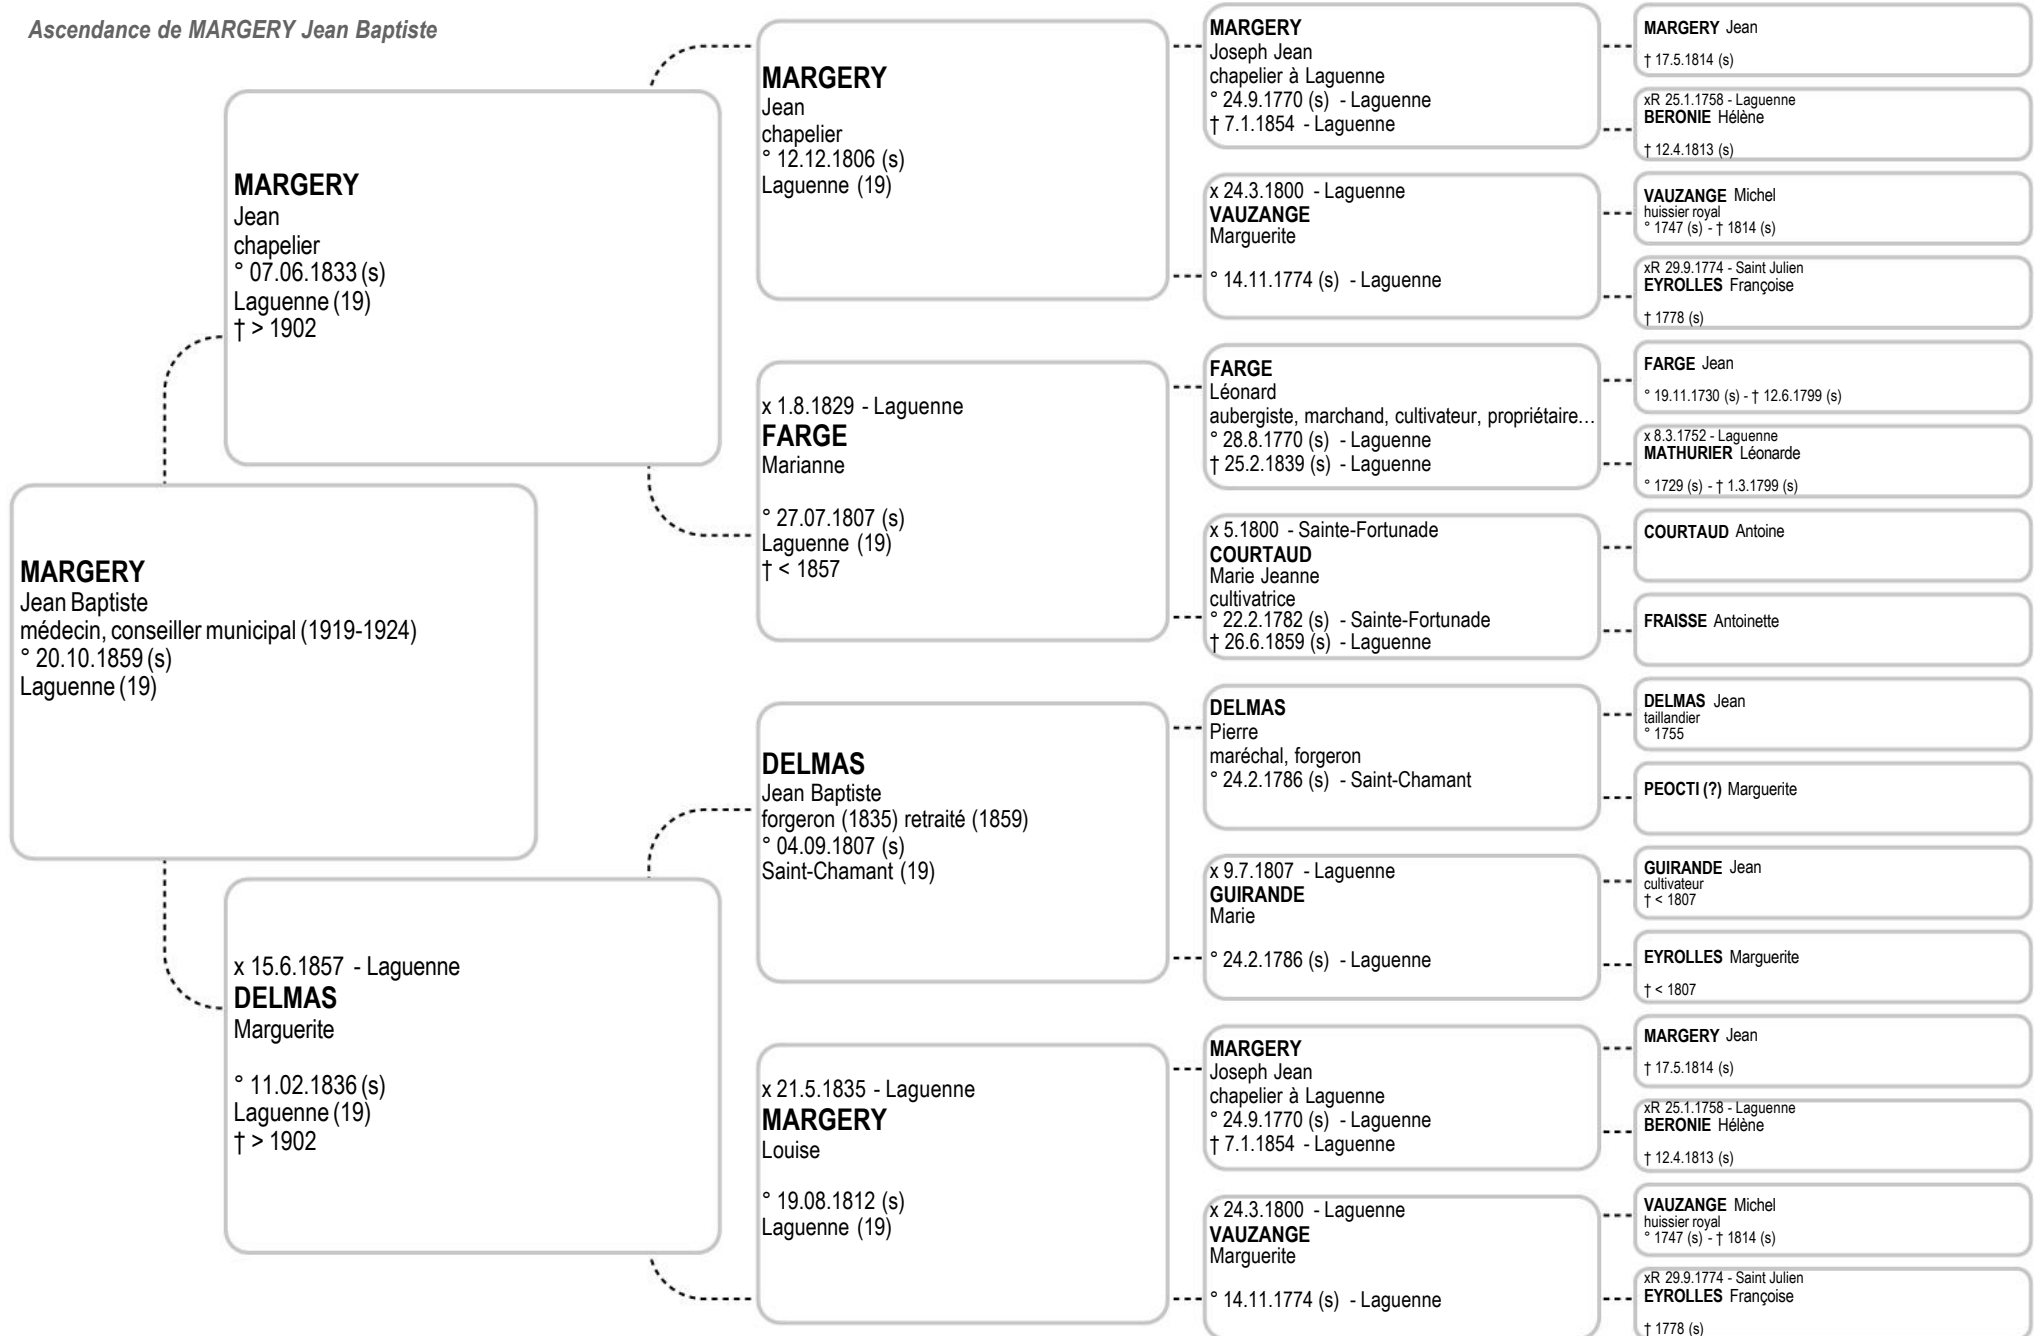 Ascendance de MARGERY Jean Baptiste
MARGERY
Jean Baptiste
médecin, conseiller municipal (1919-1924)
° 20.10.1859 (s)
Laguenne (19)
MARGERY
Jean
chapelier
° 07.06.1833 (s)
Laguenne (19)
† > 1902
x 15.6.1857 - Laguenne
DELMAS
Marguerite
° 11.02.1836 (s)
Laguenne (19)
† > 1902
MARGERY
Jean
chapelier
° 12.12.1806 (s)
Laguenne (19)
x 1.8.1829 - Laguenne
FARGE
Marianne
° 27.07.1807 (s)
Laguenne (19)
† < 1857
DELMAS
Jean Baptiste
forgeron (1835) retraité (1859)
° 04.09.1807 (s)
Saint-Chamant (19)
x 21.5.1835 - Laguenne
MARGERY
Louise
° 19.08.1812 (s)
Laguenne (19)
MARGERY
Joseph Jean
chapelier à Laguenne
° 24.9.1770 (s) - Laguenne
† 7.1.1854 - Laguenne
x 24.3.1800 - Laguenne
VAUZANGE
Marguerite
° 14.11.1774 (s) - Laguenne
FARGE
Léonard
aubergiste, marchand, cultivateur, propriétaire...
° 28.8.1770 (s) - Laguenne
† 25.2.1839 (s) - Laguenne
x 5.1800 - Sainte-Fortunade
COURTAUD
Marie Jeanne
cultivatrice
° 22.2.1782 (s) - Sainte-Fortunade
† 26.6.1859 (s) - Laguenne
DELMAS
Pierre
maréchal, forgeron
° 24.2.1786 (s) - Saint-Chamant
x 9.7.1807 - Laguenne
GUIRANDE
Marie
° 24.2.1786 (s) - Laguenne
MARGERY
Joseph Jean
chapelier à Laguenne
° 24.9.1770 (s) - Laguenne
† 7.1.1854 - Laguenne
x 24.3.1800 - Laguenne
VAUZANGE
Marguerite
° 14.11.1774 (s) - Laguenne
MARGERY Jean
† 17.5.1814 (s)
xR 25.1.1758 - Laguenne
BERONIE Hélène
† 12.4.1813 (s)
VAUZANGE Michel
huissier royal
° 1747 (s) - † 1814 (s)
xR 29.9.1774 - Saint Julien
EYROLLES Françoise
† 1778 (s)
FARGE Jean
° 19.11.1730 (s) - † 12.6.1799 (s)
x 8.3.1752 - Laguenne
MATHURIER Léonarde
° 1729 (s) - † 1.3.1799 (s)
COURTAUD Antoine
FRAISSE Antoinette
DELMAS Jean
taillandier
° 1755
PEOCTI (?) Marguerite
GUIRANDE Jean
cultivateur
† < 1807
EYROLLES Marguerite
† < 1807
MARGERY Jean
† 17.5.1814 (s)
xR 25.1.1758 - Laguenne
BERONIE Hélène
† 12.4.1813 (s)
VAUZANGE Michel
huissier royal
° 1747 (s) - † 1814 (s)
xR 29.9.1774 - Saint Julien
EYROLLES Françoise
† 1778 (s)